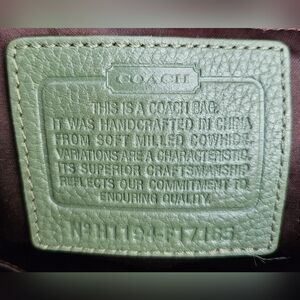 COACH
THIS IS A COACH BAG.
IT WAS HANDCRAFTED IN CHINA
FROM SOFT MILLED COWHIDE.
VARIATIONS ARE A CHARACTERISTIC.
ITS SUPERIOR CRAFTSMANSHIP
REFLECTS OUR COMMITMENT TO
ENDURING QUALITY.